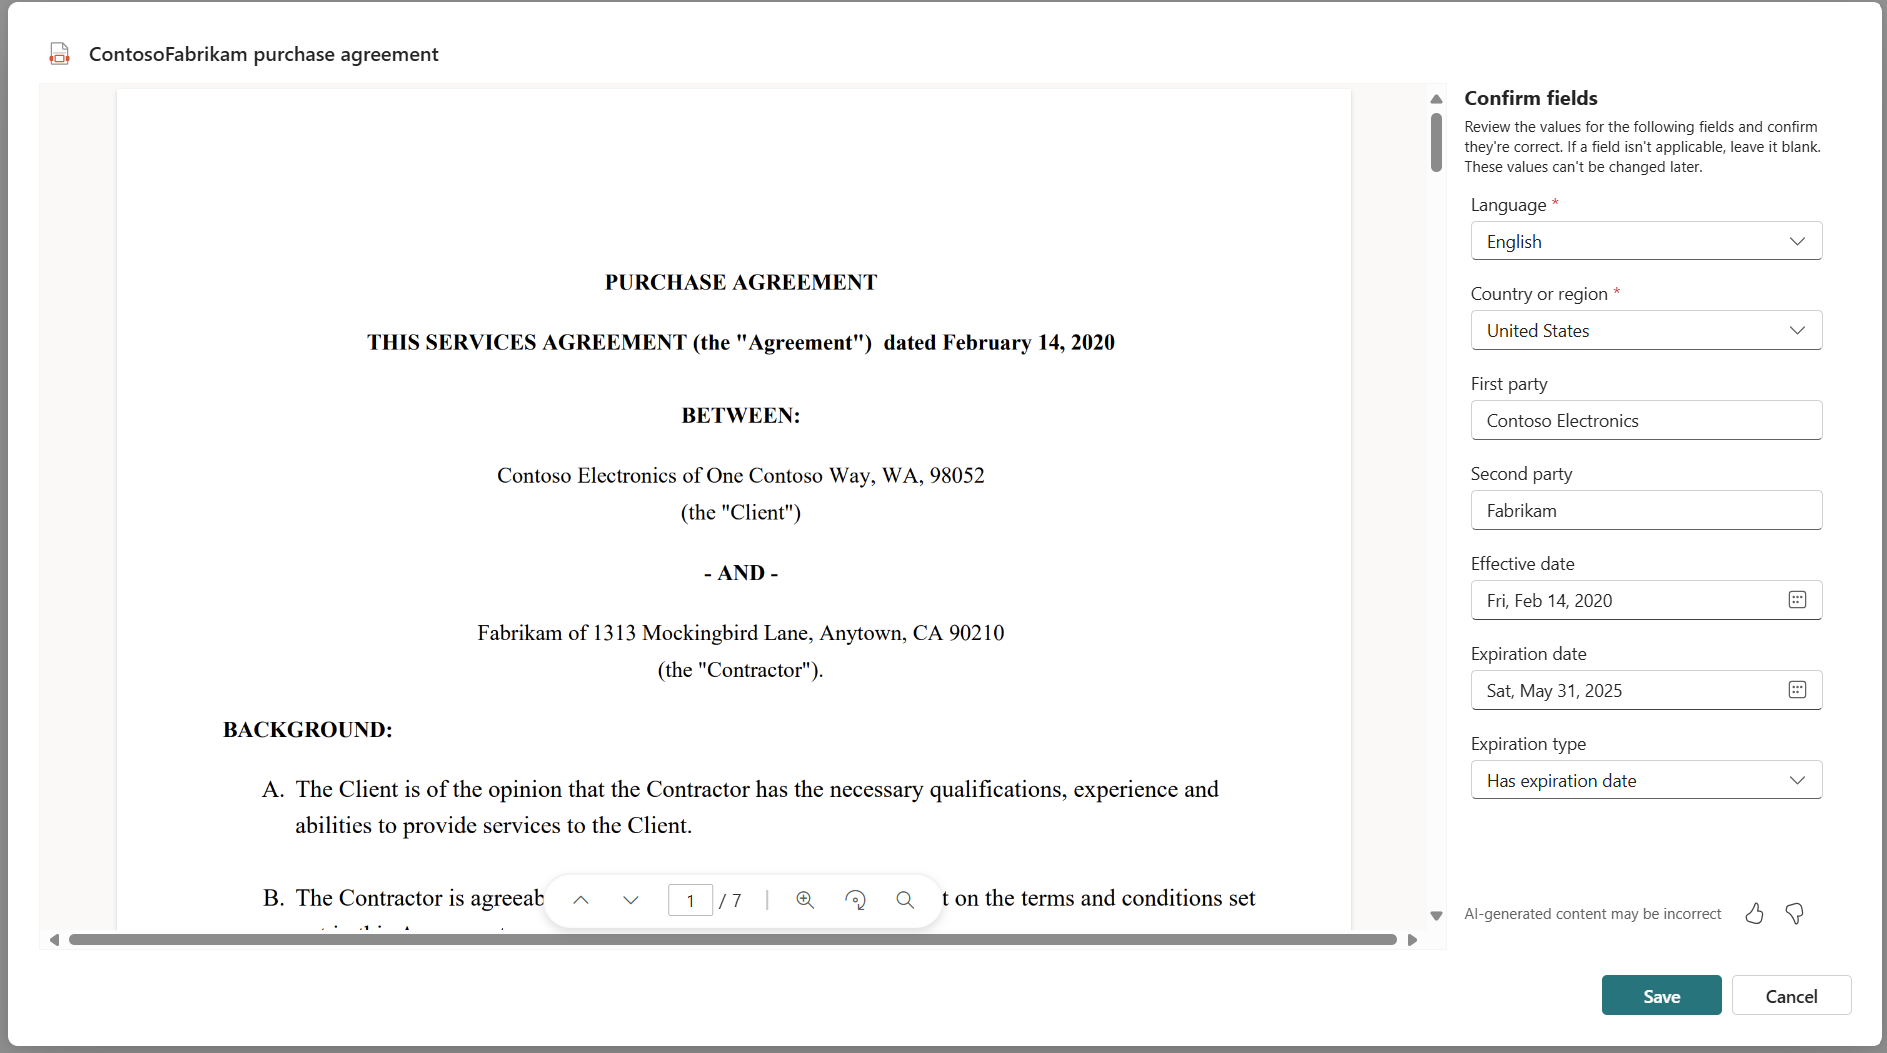 ContosoFabrikam purchase agreement
PURCHASE AGREEMENT
THIS SERVICES AGREEMENT (the "Agreement")  dated February 14, 2020
BETWEEN:
Contoso Electronics of One Contoso Way, WA, 98052
(the "Client")
- AND -
Fabrikam of 1313 Mockingbird Lane, Anytown, CA 90210
(the "Contractor").
BACKGROUND:
A. The Client is of the opinion that the Contractor has the necessary qualifications, experience and
abilities to provide services to the Client.
B. The Contractor is agreeab
t on the terms and conditions set
1 / 7
Confirm fields
Review the values for the following fields and confirm
they're correct. If a field isn't applicable, leave it blank.
These values can't be changed later.
Language *
English
Country or region *
United States
First party
Contoso Electronics
Second party
Fabrikam
Effective date
Fri, Feb 14, 2020
Expiration date
Sat, May 31, 2025
Expiration type
Has expiration date
AI-generated content may be incorrect
Save
Cancel